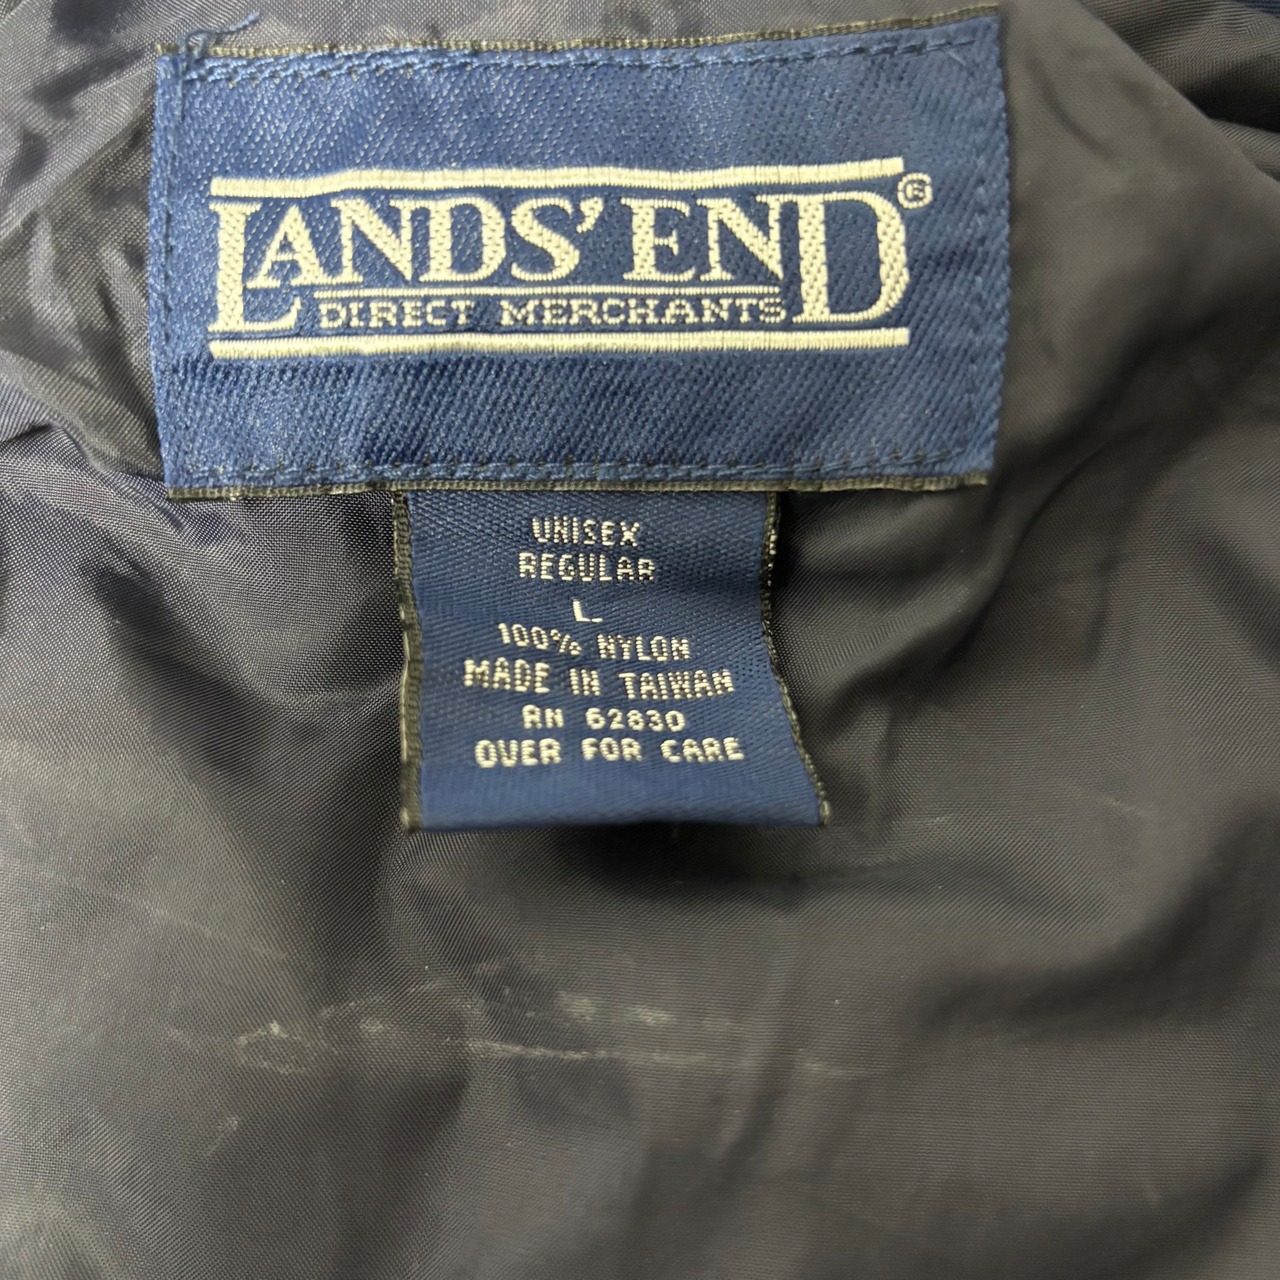 LANDS' END®
DIRECT MERCHANTS
UNISEX
REGULAR
L
100% NYLON
MADE IN TAIWAN
RN 62830
OVER FOR CARE